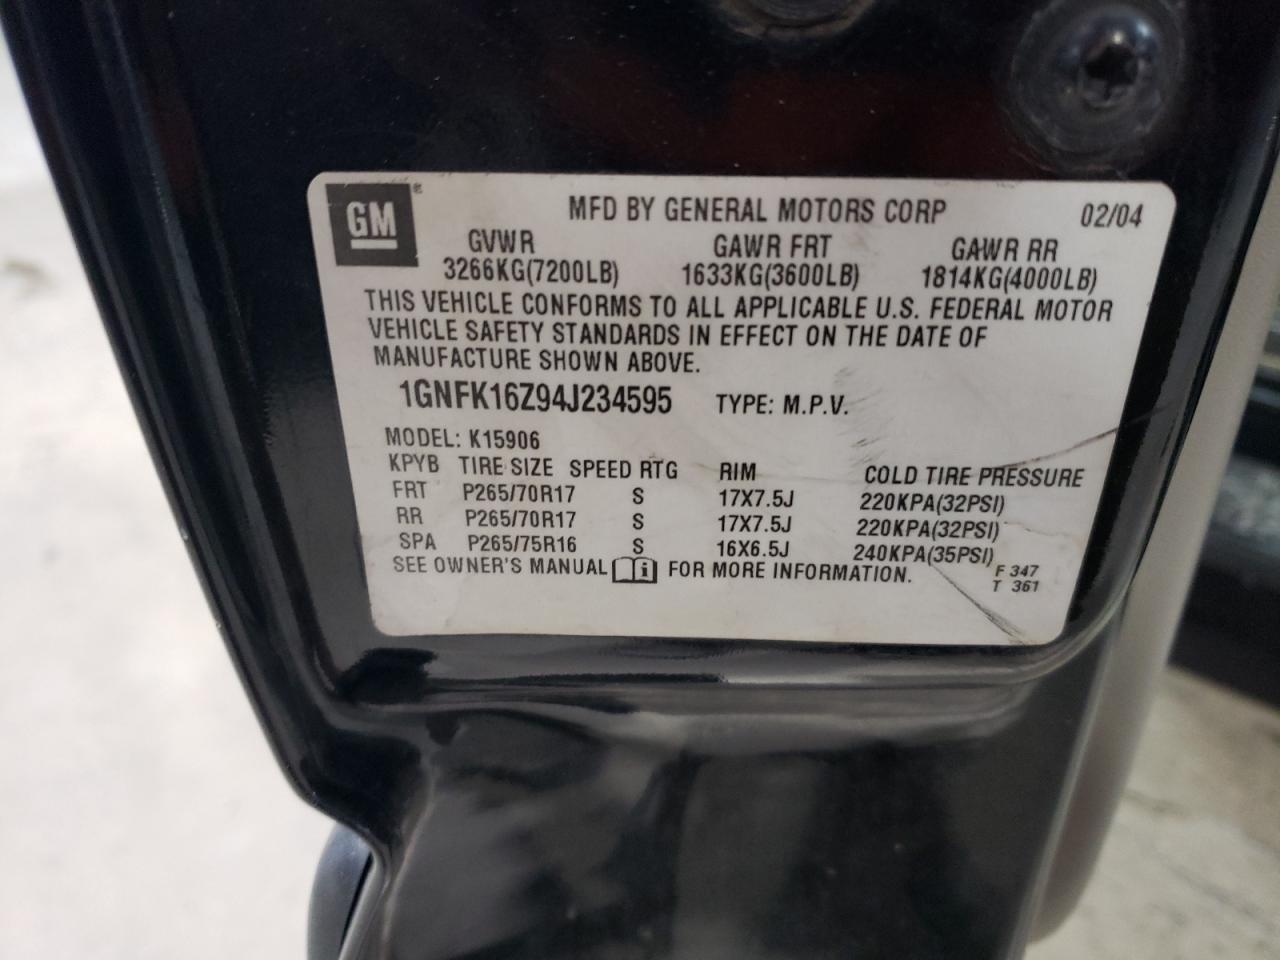 GM®
MFD BY GENERAL MOTORS CORP 02/04
GVWR GAWR FRT GAWR RR
3266KG(7200LB) 1633KG(3600LB) 1814KG(4000LB)
THIS VEHICLE CONFORMS TO ALL APPLICABLE U.S. FEDERAL MOTOR
VEHICLE SAFETY STANDARDS IN EFFECT ON THE DATE OF
MANUFACTURE SHOWN ABOVE.
1GNFK16Z94J234595 TYPE: M.P.V.
MODEL: K15906
KPYB TIRE SIZE SPEED RTG RIM COLD TIRE PRESSURE
FRT P265/70R17 S 17X7.5J 220KPA(32PSI)
RR P265/70R17 S 17X7.5J 220KPA(32PSI)
SPA P265/75R16 S 16X6.5J 240KPA(35PSI)
SEE OWNER'S MANUAL i FOR MORE INFORMATION.
F 347
T 361